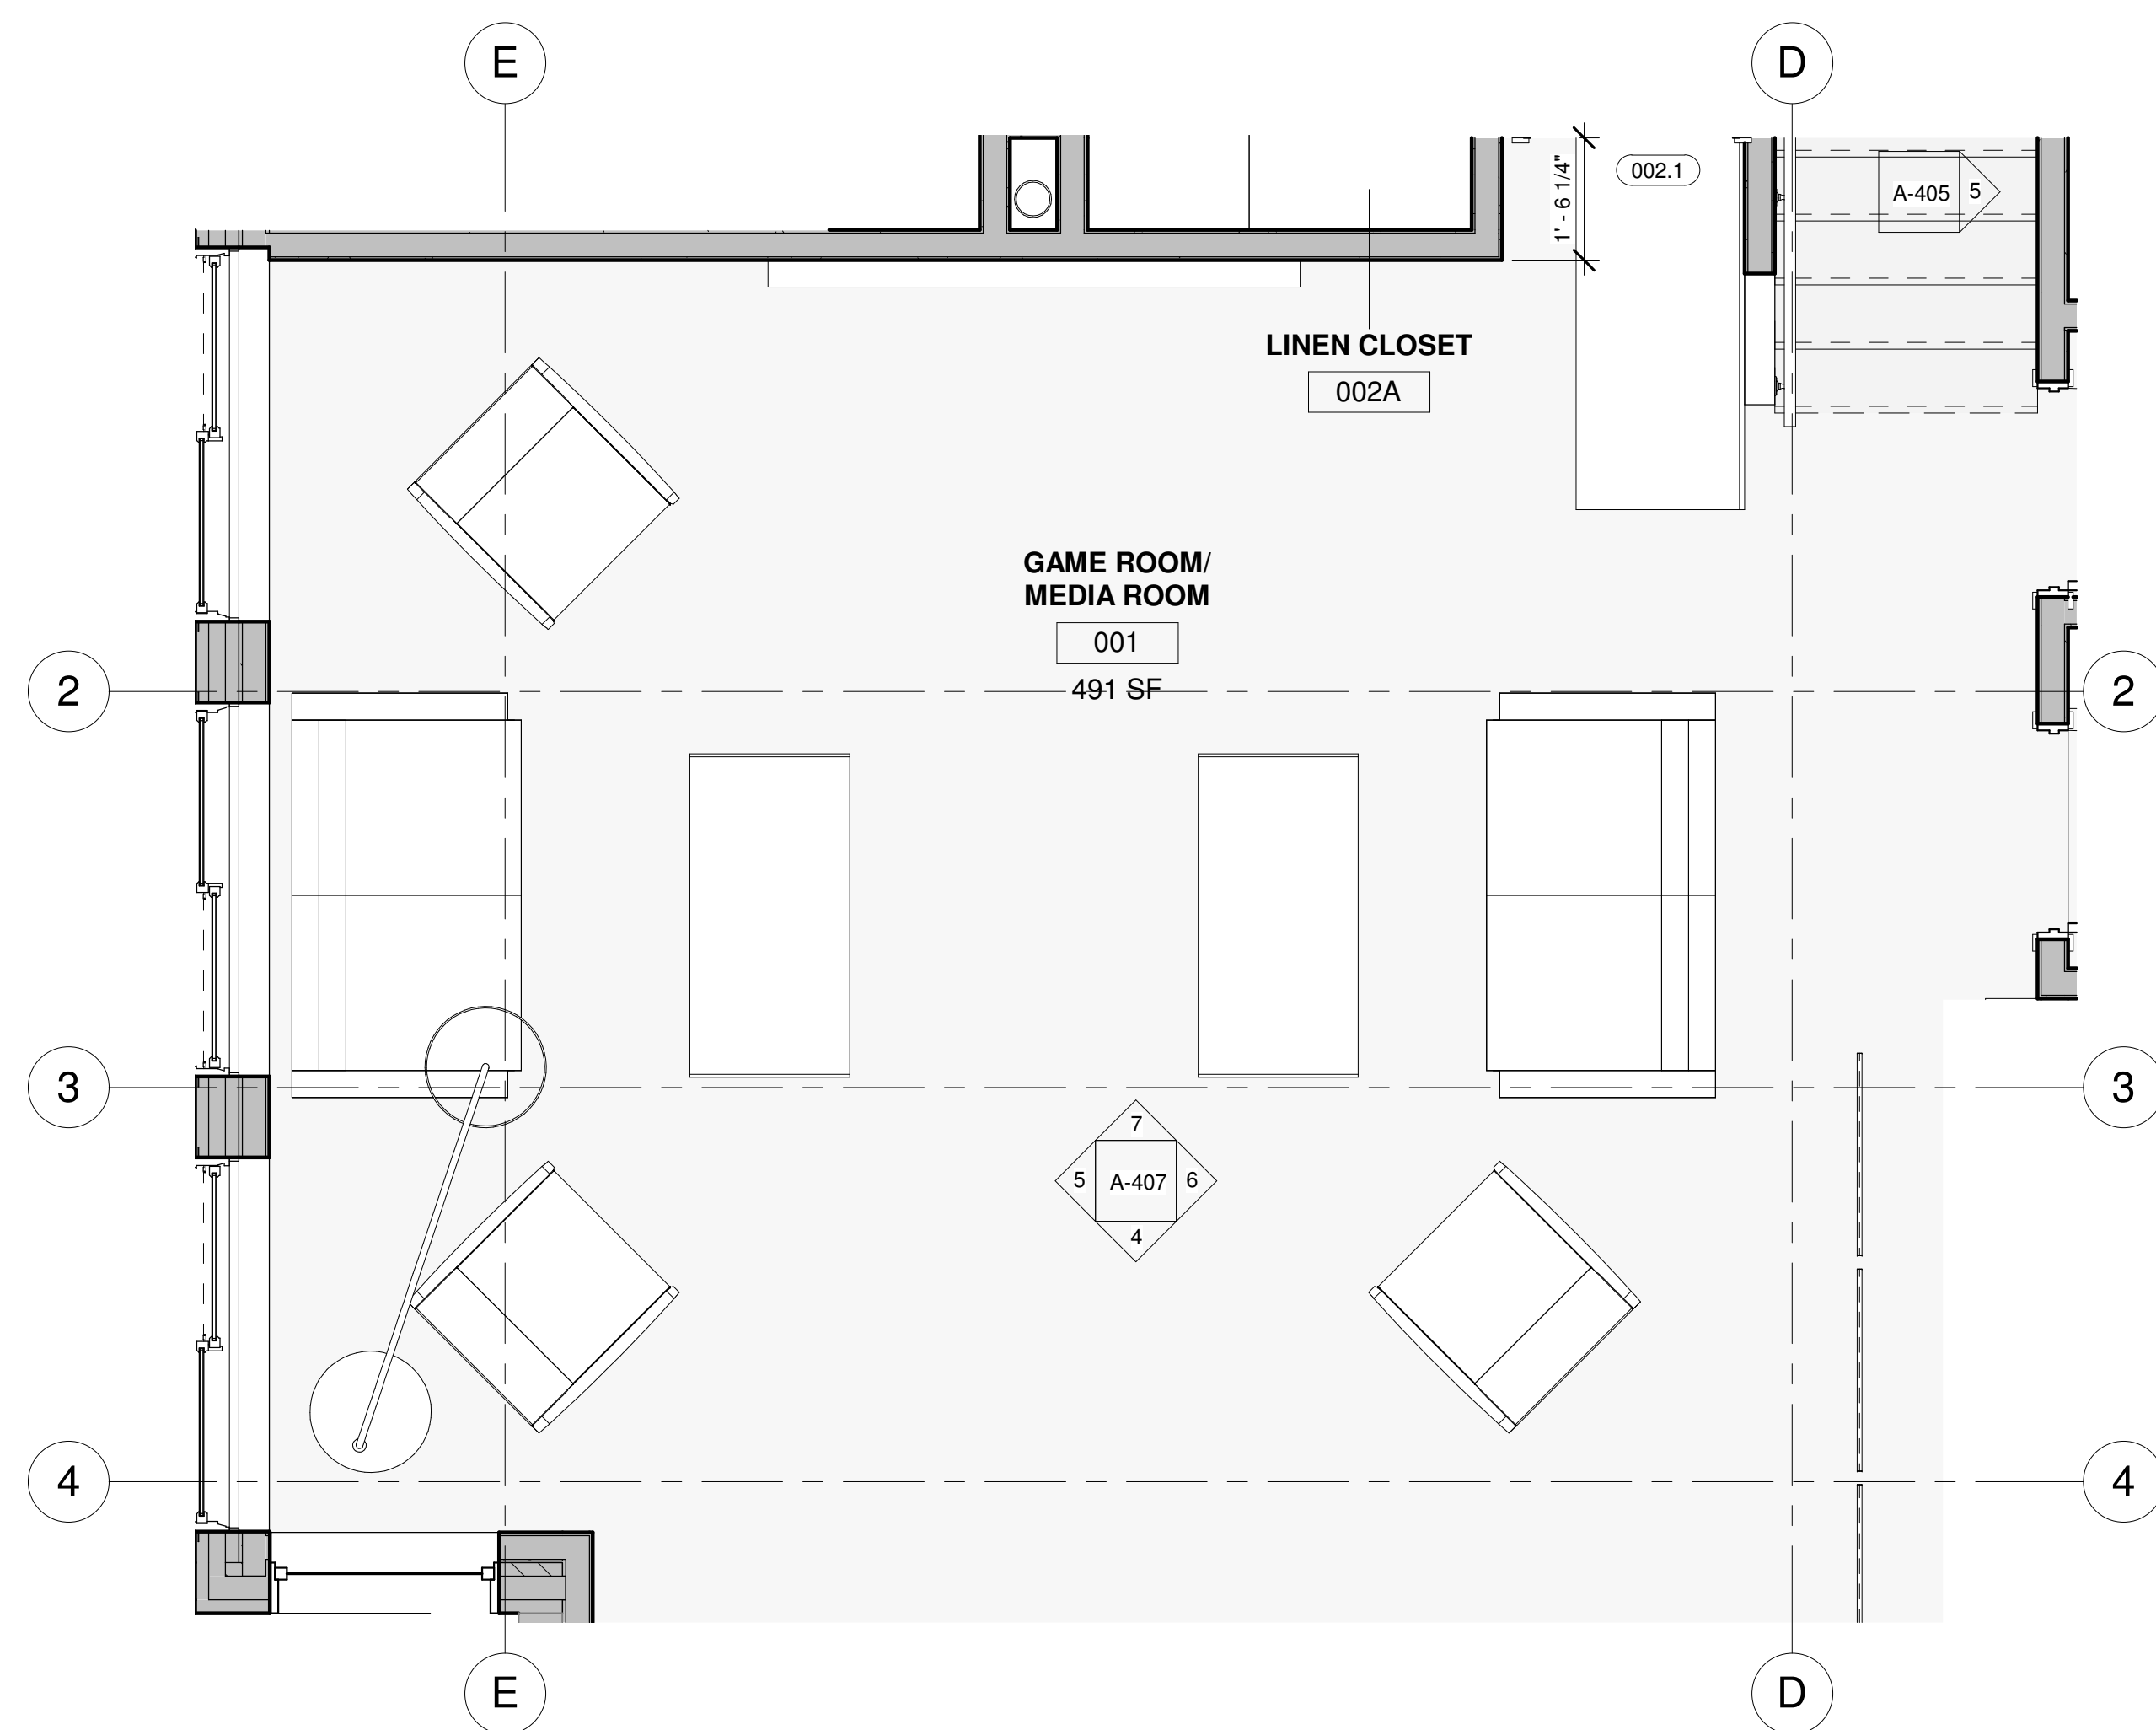 E
D
1' - 6 1/4"
002.1
A-405
5
LINEN CLOSET
002A
GAME ROOM/
MEDIA ROOM
001
491 SF
2
2
3
3
7
5
A-407
6
4
4
4
E
D